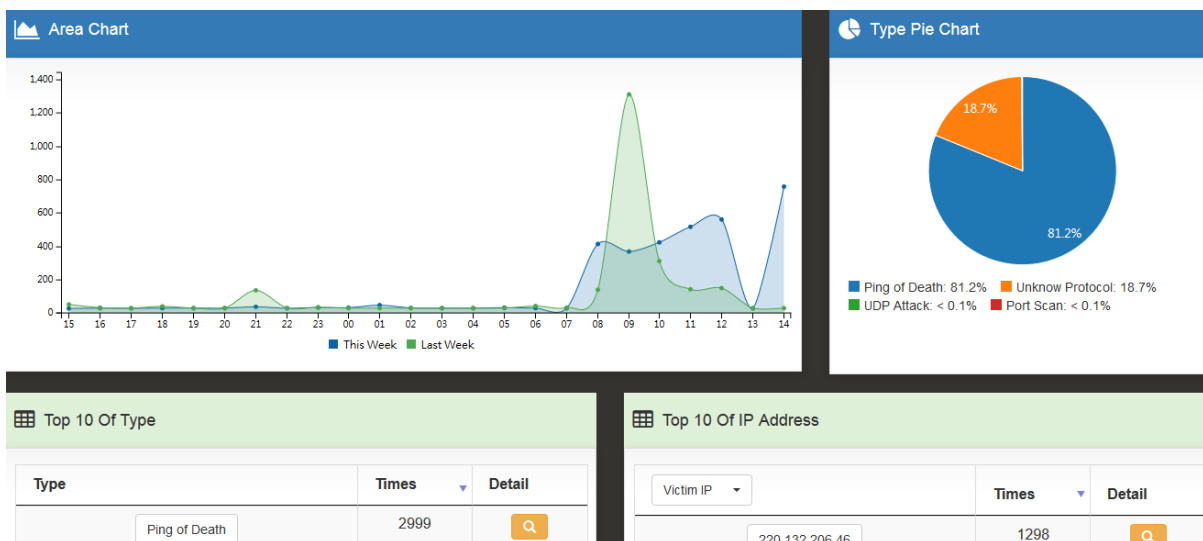 Area Chart
1,400
1,200
1,000
800
600
400
200
0
15 16 17 18 19 20 21 22 23 00 01 02 03 04 05 06 07 08 09 10 11 12 13 14
This Week Last Week
Type Pie Chart
18.7%
81.2%
Ping of Death: 81.2% Unknow Protocol: 18.7%
UDP Attack: < 0.1% Port Scan: < 0.1%
Top 10 Of Type
Type Times Detail
Ping of Death 2999
Top 10 Of IP Address
Victim IP Times Detail
220.132.206.46 1298